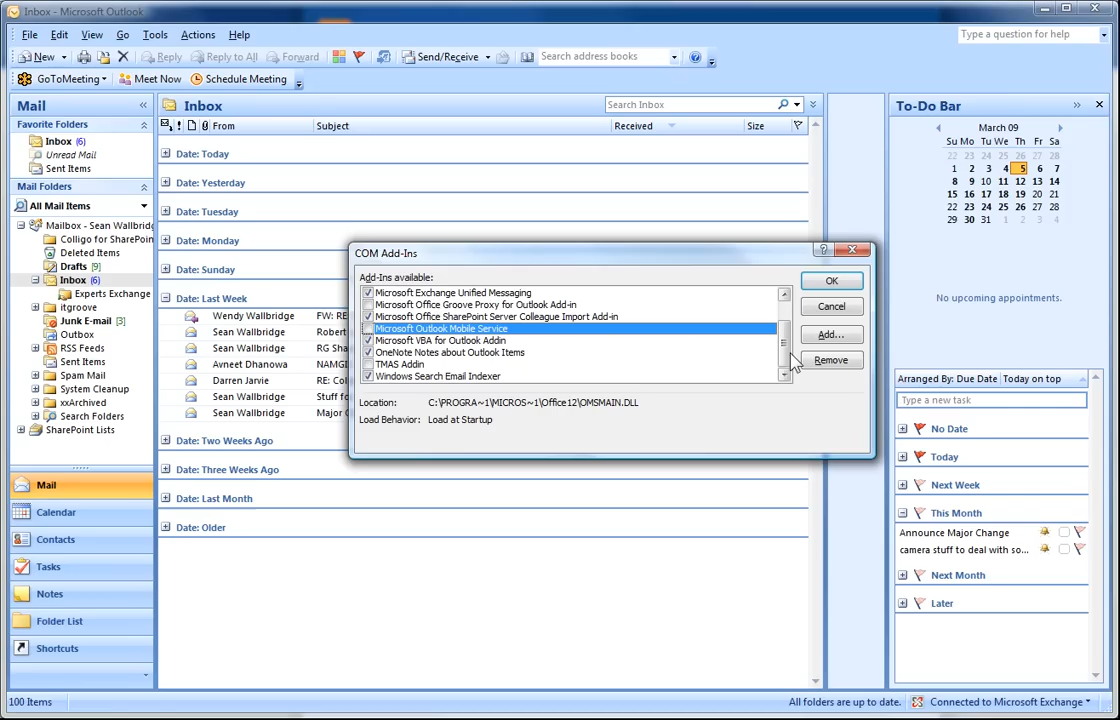 Inbox - Microsoft Outlook
File Edit View Go Tools Actions Help
Type a question for help
New Reply Reply to All Forward Send/Receive Search address books
GoToMeeting Meet Now Schedule Meeting
Mail
Favorite Folders
Inbox (6)
Unread Mail
Sent Items
Mail Folders
All Mail Items
Mailbox - Sean Wallbridg
Colligo for SharePoin
Deleted Items
Drafts [9]
Inbox (6)
Experts Exchange
itgroove
Junk E-mail [3]
Outbox
RSS Feeds
Sent Items
Spam Mail
System Cleanup
xxArchived
Search Folders
SharePoint Lists
Mail
Calendar
Contacts
Tasks
Notes
Folder List
Shortcuts
Inbox
Search Inbox
From Subject Received Size
Date: Today
Date: Yesterday
Date: Tuesday
Date: Monday
Date: Sunday
Date: Last Week
Wendy Wallbridge FW: RE
Sean Wallbridge Robert
Sean Wallbridge RG Shar
Avneet Dhanowa NAMGI
Darren Jarvie RE: RE
Sean Wallbridge Date Se
Sean Wallbridge Major C
Date: Two Weeks Ago
Date: Three Weeks Ago
Date: Last Month
Date: Older
COM Add-Ins
Add-Ins available:
Microsoft Exchange Unified Messaging
Microsoft Office Groove Proxy for Outlook Add-in
Microsoft Office SharePoint Server Colleague Import Add-in
Microsoft Outlook Mobile Service
Microsoft VBA for Outlook Addin
OneNote Notes about Outlook Items
TMAS Addin
Windows Search Email Indexer
OK
Cancel
Add...
Remove
Location: C:\PROGRA~1\MICROS~1\Office12\OMSMAIN.DLL
Load Behavior: Load at Startup
To-Do Bar
March 09
Su Mo Tu We Th Fr Sa
22 23 24 25 26 27 28
1 2 3 4 5 6 7
8 9 10 11 12 13 14
15 16 17 18 19 20 21
22 23 24 25 26 27 28
29 30 31 1 2 3 4
No upcoming appointments.
Arranged By: Due Date Today on top
Type a new task
No Date
Today
Next Week
This Month
Announce Major Change
camera stuff to deal with so...
Next Month
Later
100 Items
All folders are up to date. Connected to Microsoft Exchange